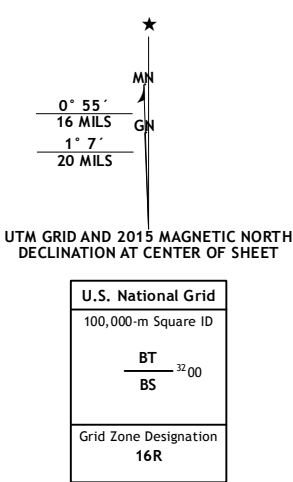 ★
MN
0° 55´
16 MILS
GN
1° 7´
20 MILS
UTM GRID AND 2015 MAGNETIC NORTH
DECLINATION AT CENTER OF SHEET
U.S. National Grid
100,000-m Square ID
BT
3200
BS
Grid Zone Designation
16R